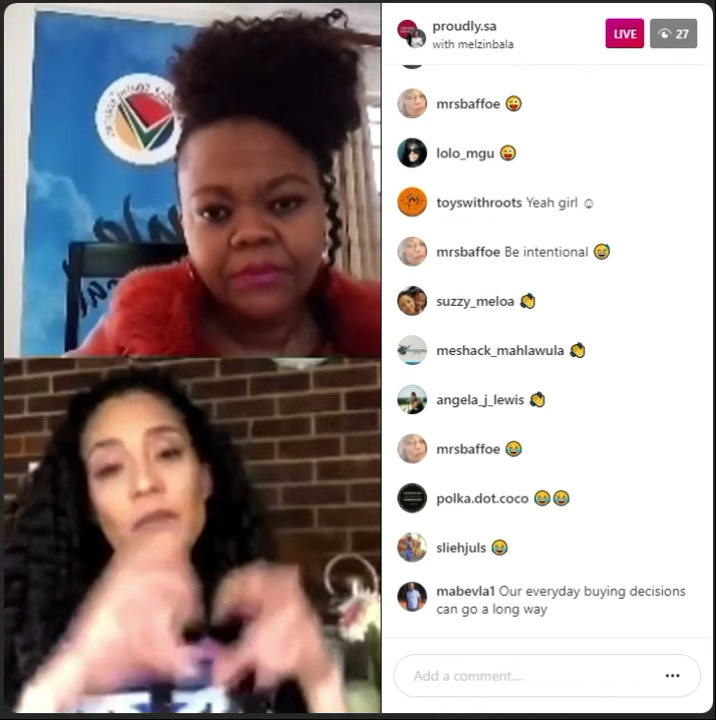 proudly.sa
with melzinbala
LIVE
27
mrsbaffoe 😜
lolo_mgu 😜
toyswithroots Yeah girl ☺
mrsbaffoe Be intentional 😅
suzzy_meloa 👏
meshack_mahlawula 👏
angela_j_lewis 👏
mrsbaffoe 😂
polka.dot.coco 😂😂
sliehjuls 😂
mabevla1 Our everyday buying decisions
can go a long way
Add a comment...